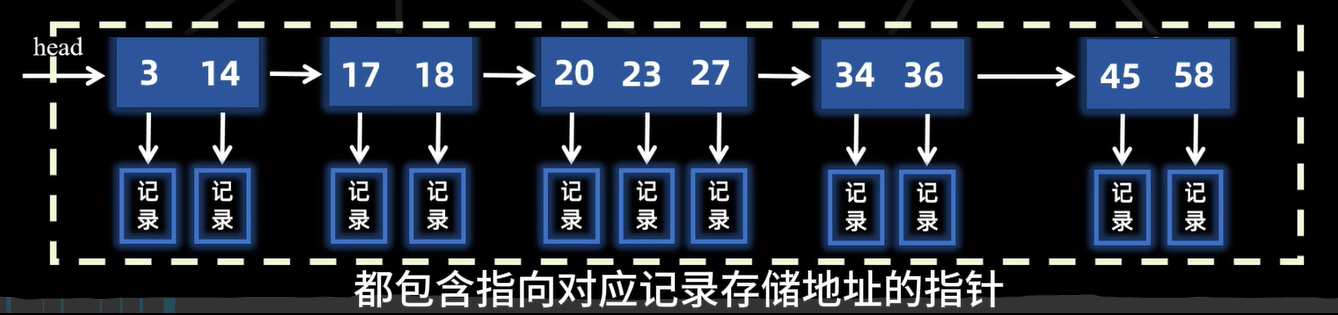 head
3 14 17 18 20 23 27 34 36 45 58
记录 记录 记录 记录 记录 记录 记录 记录 记录 记录 记录
都包含指向对应记录存储地址的指针